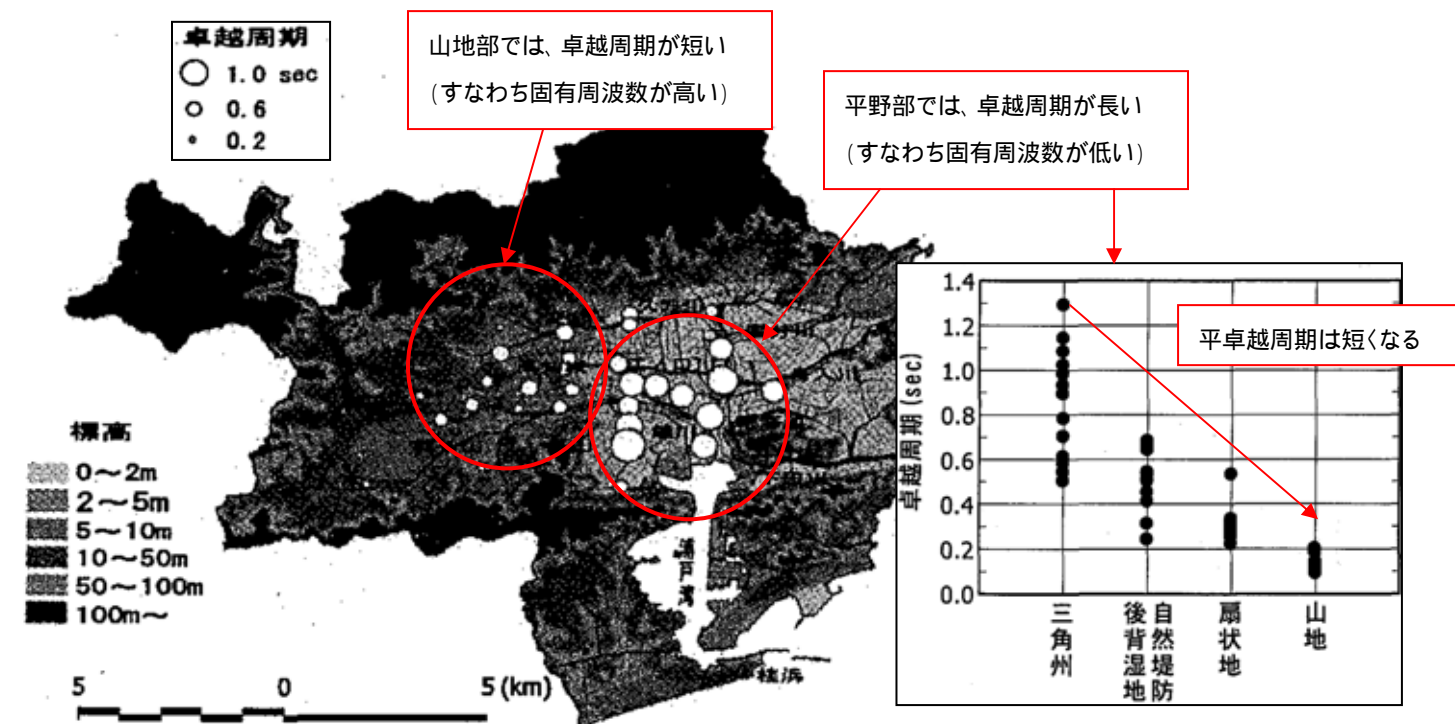 卓越周期
1.0 sec
0.6
0.2
山地部では、卓越周期が短い
(すなわち固有周波数が高い)
平野部では、卓越周期が長い
(すなわち固有周波数が低い)
標高
0～2m
2～5m
5～10m
10～50m
50～100m
100m～
5 0 5 (km)
浦戸湾
桂浜
平卓越周期は短くなる
卓越周期 (sec)
1.4
1.2
1.0
0.8
0.6
0.4
0.2
0.0
三角州
自然堤防
後背湿地
扇状地
山地